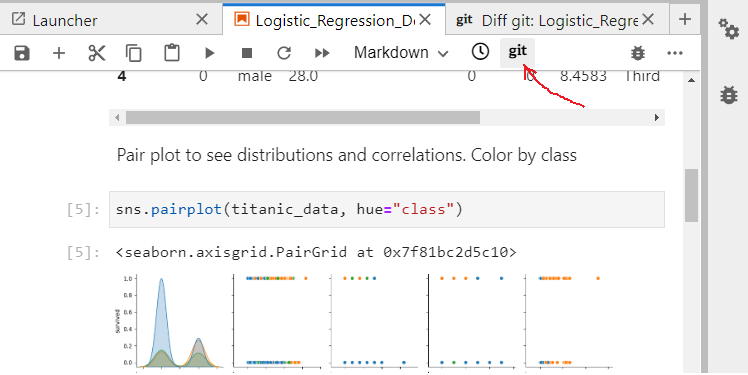 Launcher
Logistic_Regression_De
git Diff git: Logistic_Regre
Markdown
git
4 0 male 28.0 0 8.4583 Third
Pair plot to see distributions and correlations. Color by class
[5]: sns.pairplot(titanic_data, hue="class")
[5]: <seaborn.axisgrid.PairGrid at 0x7f81bc2d5c10>
1.0
0.8
0.6
0.4
0.2
0.0
survived